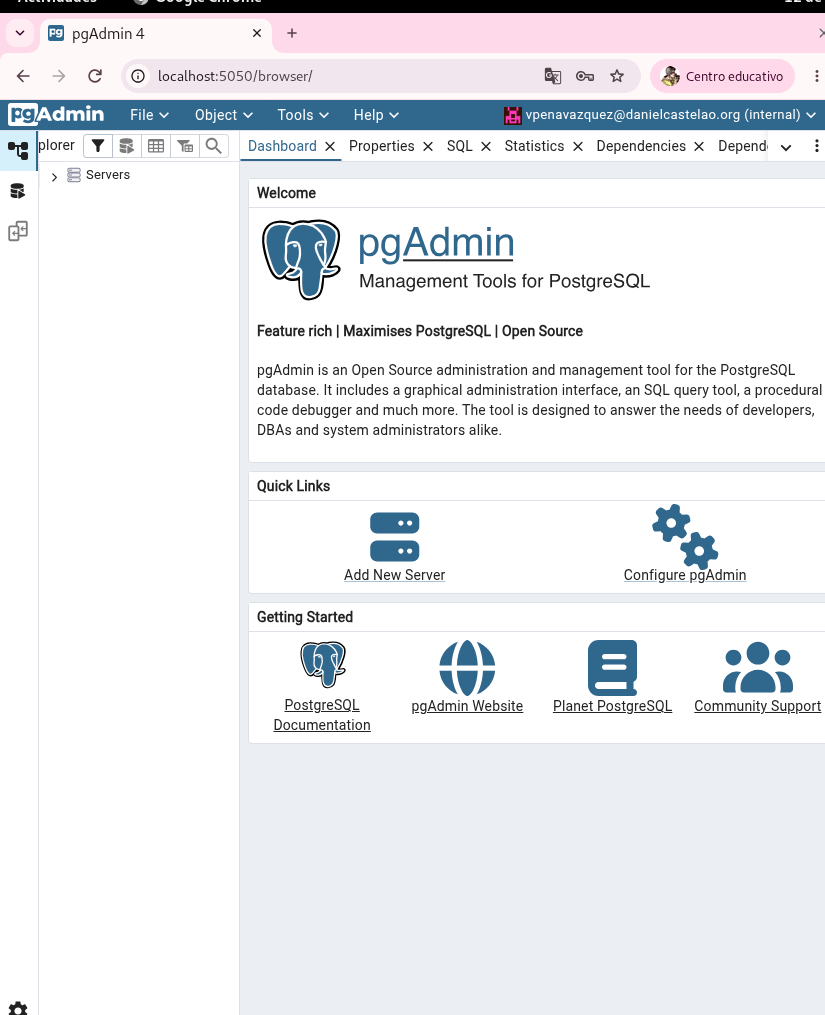 pgAdmin 4
localhost:5050/browser/
Centro educativo
pgAdmin
File
Object
Tools
Help
vpenavazquez@danielcastelao.org (internal)
plorer
Dashboard
Properties
SQL
Statistics
Dependencies
Depend
Servers
Welcome
pgAdmin
Management Tools for PostgreSQL
Feature rich | Maximises PostgreSQL | Open Source
pgAdmin is an Open Source administration and management tool for the PostgreSQL
database. It includes a graphical administration interface, an SQL query tool, a procedural
code debugger and much more. The tool is designed to answer the needs of developers,
DBAs and system administrators alike.
Quick Links
Add New Server
Configure pgAdmin
Getting Started
PostgreSQL
Documentation
pgAdmin Website
Planet PostgreSQL
Community Support